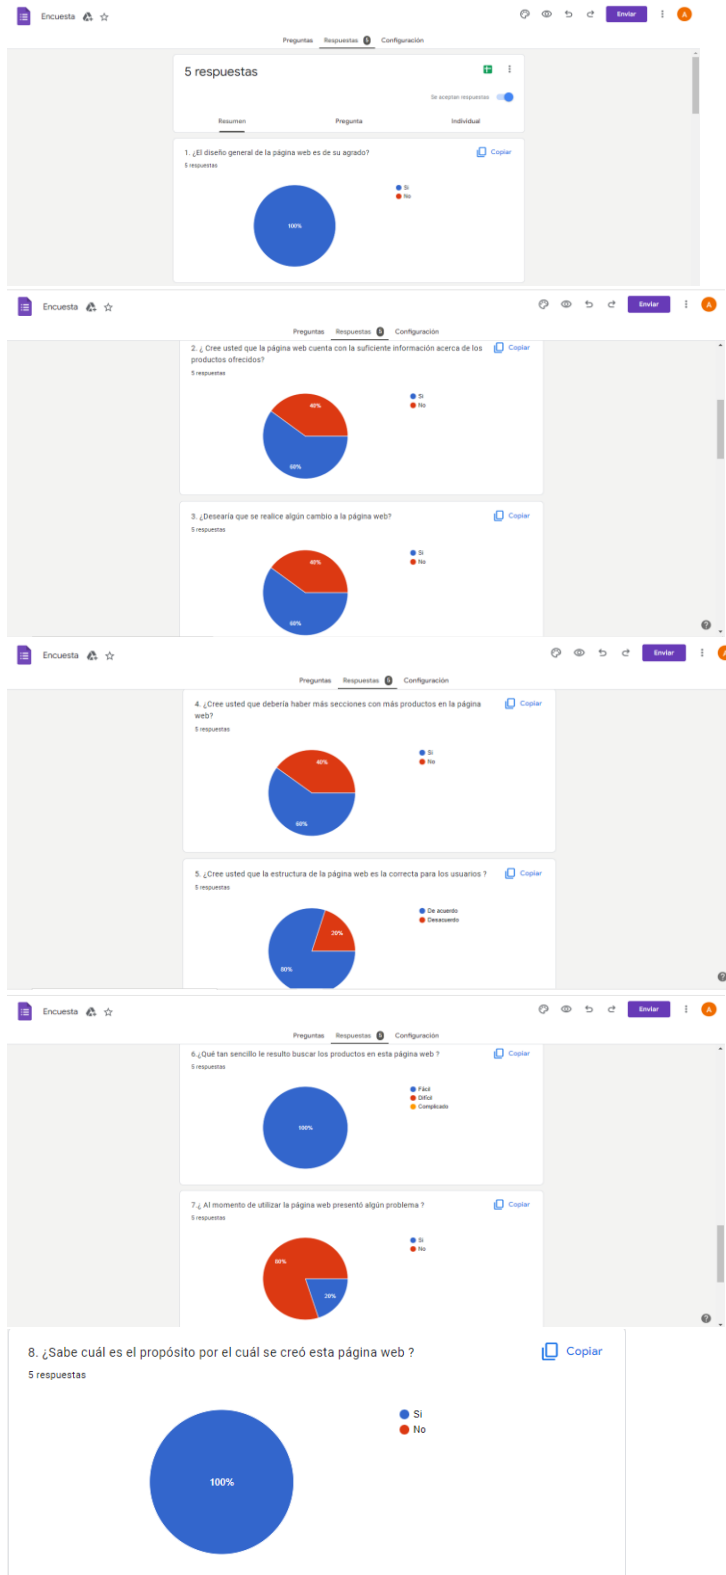 Encuesta
Enviar
A
Preguntas Respuestas 5 Configuración
5 respuestas
Se aceptan respuestas
Resumen Pregunta Individual
1. ¿El diseño general de la página web es de su agrado?
Copiar
5 respuestas
Si
No
100%
Encuesta
Enviar
A
Preguntas Respuestas 5 Configuración
2. ¿ Cree usted que la página web cuenta con la suficiente información acerca de los
productos ofrecidos?
Copiar
5 respuestas
Si
No
40%
60%
3. ¿Desearía que se realice algún cambio a la página web?
Copiar
5 respuestas
Si
No
40%
60%
Encuesta
Enviar
A
Preguntas Respuestas 5 Configuración
4. ¿Cree usted que debería haber más secciones con más productos en la página
web?
Copiar
5 respuestas
Si
No
40%
60%
5. ¿Cree usted que la estructura de la página web es la correcta para los usuarios ?
Copiar
5 respuestas
De acuerdo
Desacuerdo
20%
80%
Encuesta
Enviar
A
Preguntas Respuestas 5 Configuración
6.¿Qué tan sencillo le resulto buscar los productos en esta página web ?
Copiar
5 respuestas
Fácil
Difícil
Complicado
100%
7.¿ Al momento de utilizar la página web presentó algún problema ?
Copiar
5 respuestas
Si
No
80%
20%
8. ¿Sabe cuál es el propósito por el cuál se creó esta página web ?
Copiar
5 respuestas
Si
No
100%